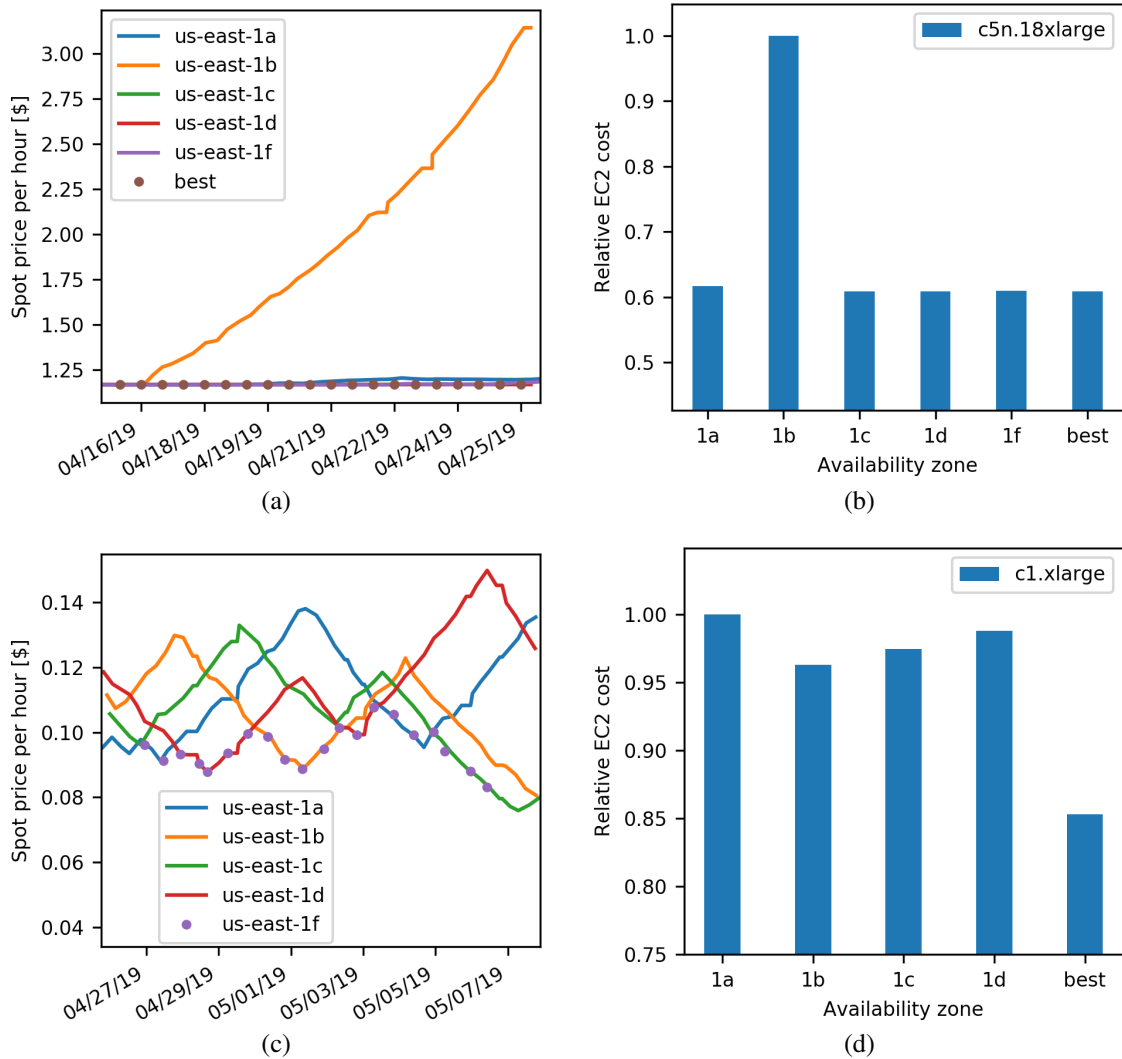 3.00
2.75
2.50
2.25
2.00
1.75
1.50
1.25
Spot price per hour [$]
us-east-1a
us-east-1b
us-east-1c
us-east-1d
us-east-1f
best
04/16/19
04/18/19
04/19/19
04/21/19
04/22/19
04/24/19
04/25/19
(a)
1.0
0.9
0.8
0.7
0.6
0.5
Relative EC2 cost
c5n.18xlarge
1a 1b 1c 1d 1f best
Availability zone
(b)
0.14
0.12
0.10
0.08
0.06
0.04
Spot price per hour [$]
us-east-1a
us-east-1b
us-east-1c
us-east-1d
us-east-1f
04/27/19
04/29/19
05/01/19
05/03/19
05/05/19
05/07/19
(c)
1.00
0.95
0.90
0.85
0.80
0.75
Relative EC2 cost
c1.xlarge
1a 1b 1c 1d best
Availability zone
(d)